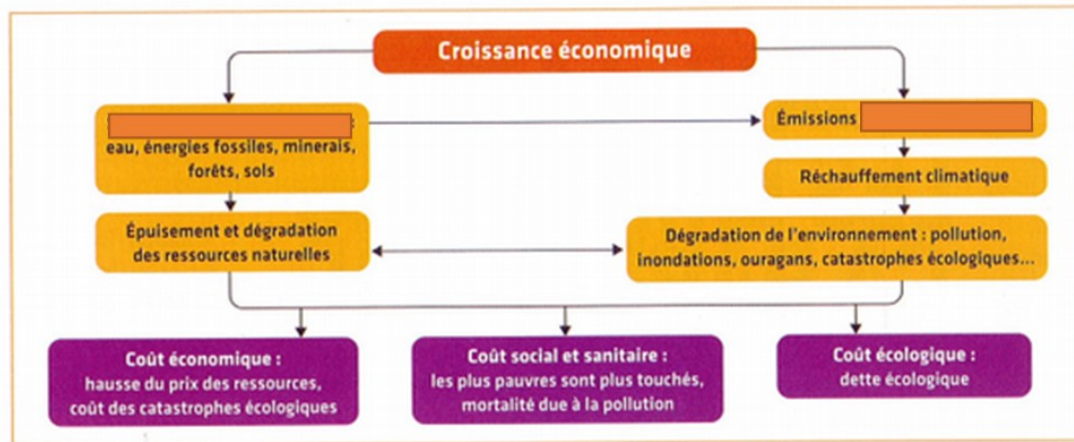 Croissance économique
eau, énergies fossiles, minerais,
forêts, sols
Émissions
Réchauffement climatique
Épuisement et dégradation
des ressources naturelles
Dégradation de l'environnement : pollution,
inondations, ouragans, catastrophes écologiques...
Coût économique :
hausse du prix des ressources,
coût des catastrophes écologiques
Coût social et sanitaire :
les plus pauvres sont plus touchés,
mortalité due à la pollution
Coût écologique :
dette écologique